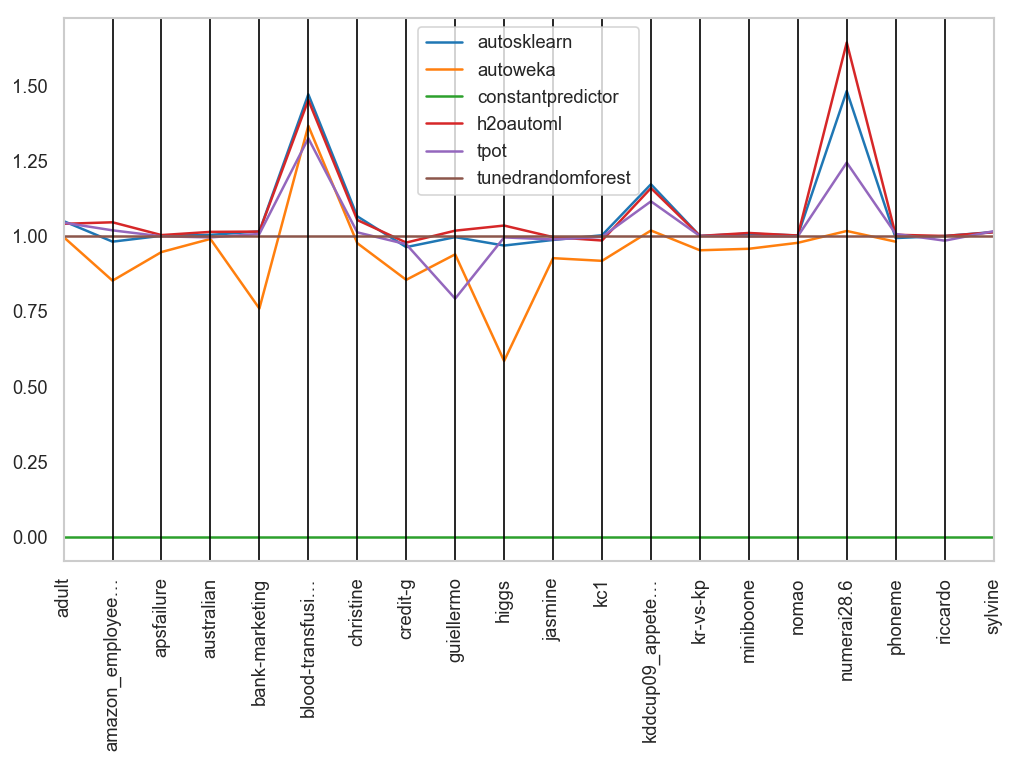 autosklearn
autoweka
constantpredictor
h2oautoml
tpot
tunedrandomforest
1.50
1.25
1.00
0.75
0.50
0.25
0.00
adult
amazon_employee…
apsfailure
australian
bank-marketing
blood-transfusi…
christine
credit-g
guiellermo
higgs
jasmine
kc1
kddcup09_appete…
kr-vs-kp
miniboone
nomao
numerai28.6
phoneme
riccardo
sylvine